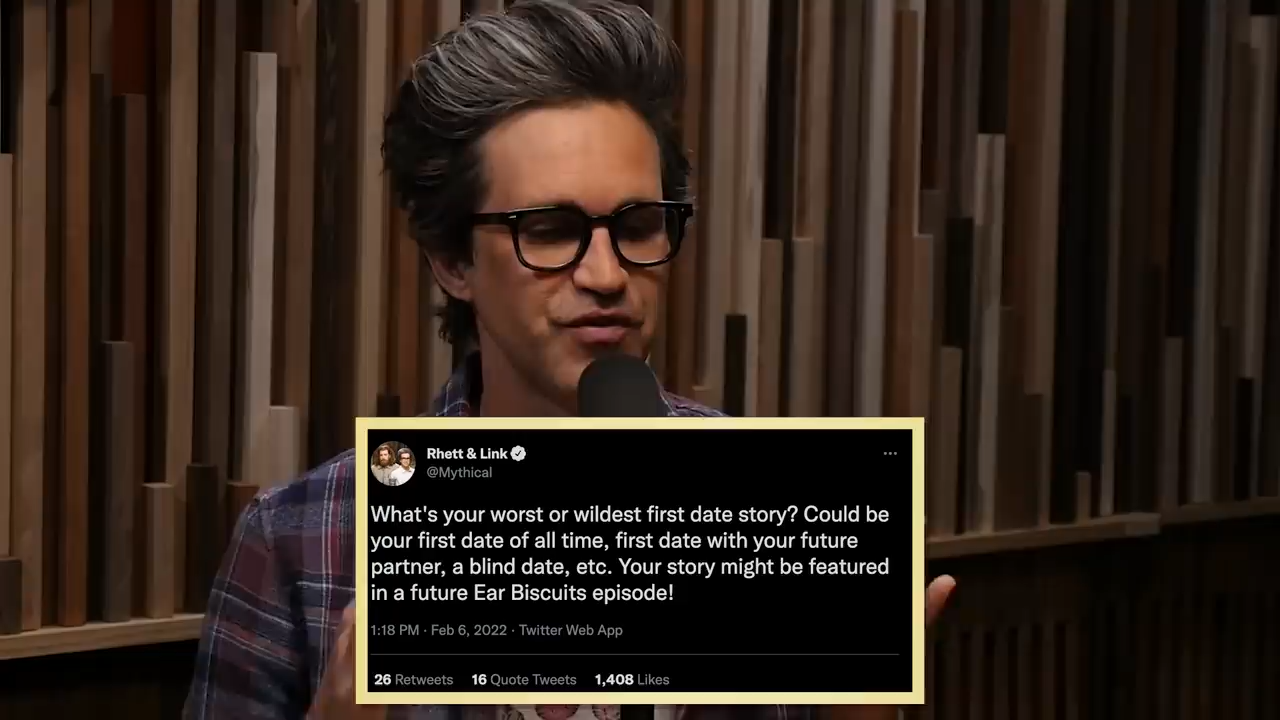 Rhett & Link
@Mythical
What's your worst or wildest first date story? Could be
your first date of all time, first date with your future
partner, a blind date, etc. Your story might be featured
in a future Ear Biscuits episode!
1:18 PM · Feb 6, 2022 · Twitter Web App
26 Retweets 16 Quote Tweets 1,408 Likes